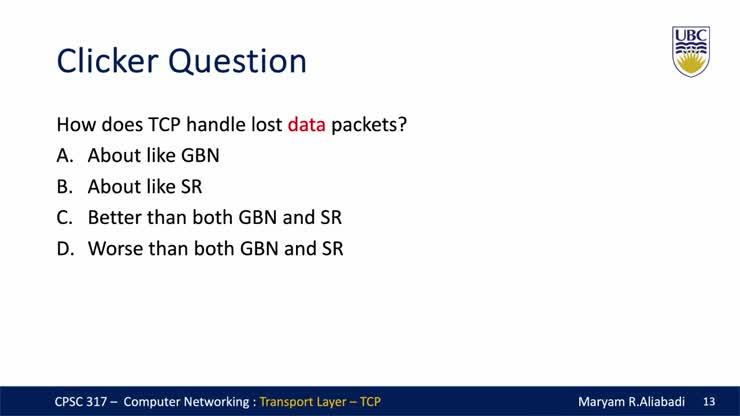 Clicker Question
UBC
How does TCP handle lost data packets?
A. About like GBN
B. About like SR
C. Better than both GBN and SR
D. Worse than both GBN and SR
CPSC 317 – Computer Networking : Transport Layer – TCP
Maryam R.Aliabadi
13